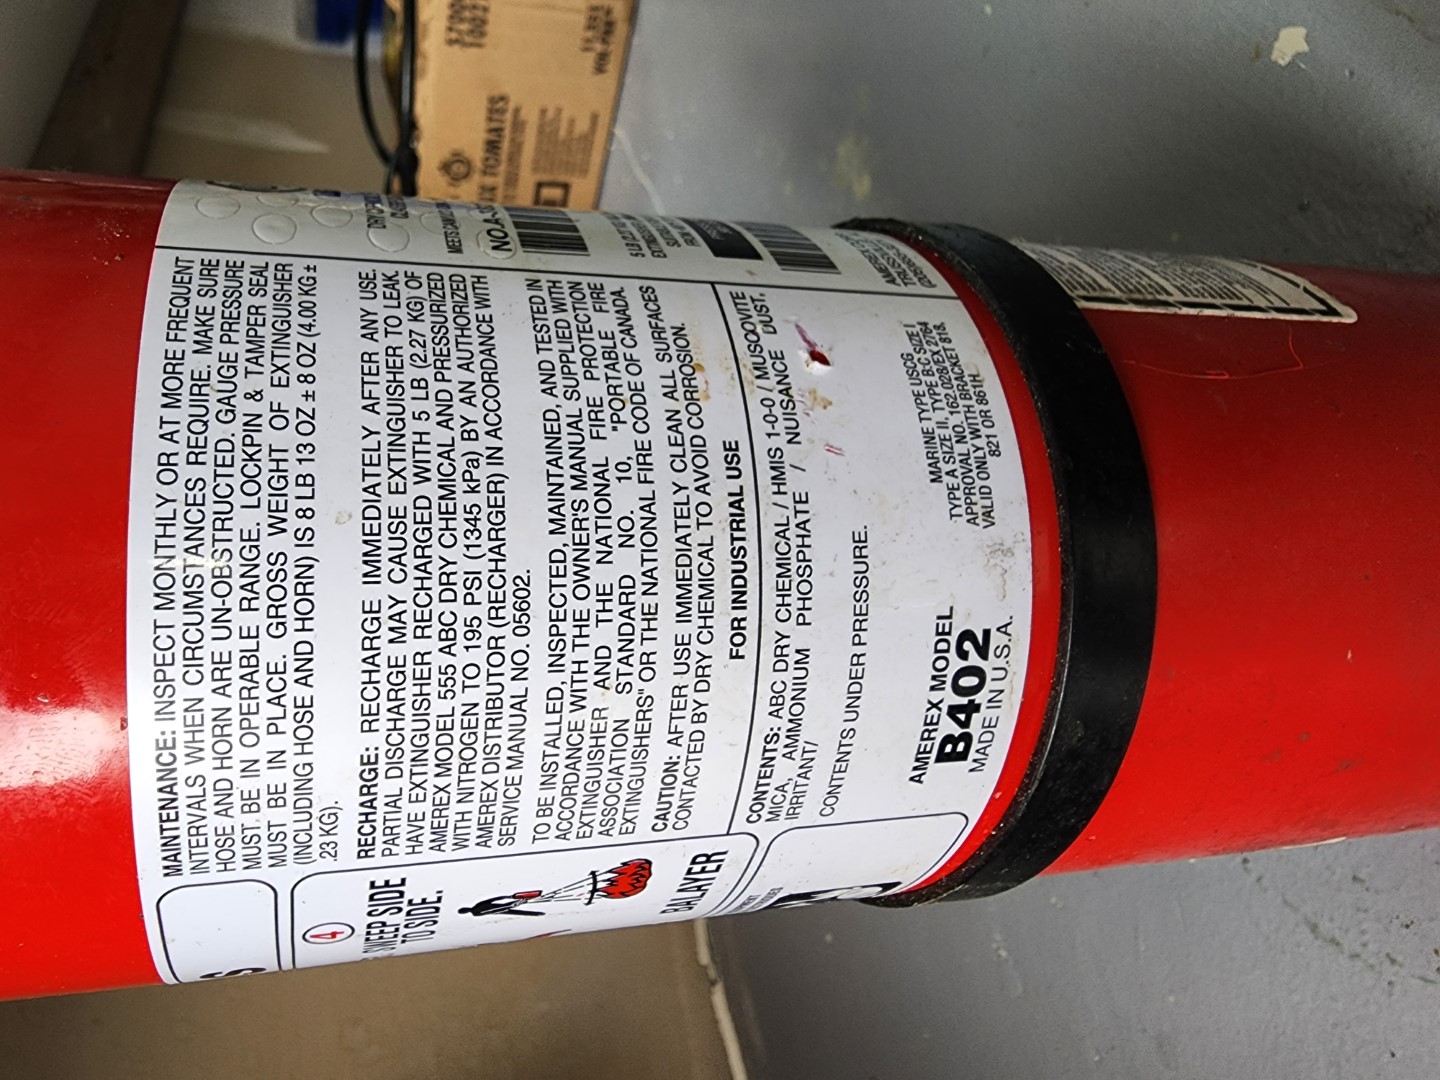 MAINTENANCE: INSPECT MONTHLY OR AT MORE FREQUENT
INTERVALS WHEN CIRCUMSTANCES REQUIRE. MAKE SURE
HOSE AND HORN ARE UN-OBSTRUCTED. GAUGE PRESSURE
MUST BE IN OPERABLE RANGE. LOCKPIN & TAMPER SEAL
MUST BE IN PLACE. GROSS WEIGHT OF EXTINGUISHER
(INCLUDING HOSE AND HORN) IS 8 LB 13 OZ ± 8 OZ (4.00 KG ±
.23 KG).
RECHARGE: RECHARGE IMMEDIATELY AFTER ANY USE.
PARTIAL DISCHARGE MAY CAUSE EXTINGUISHER TO LEAK.
HAVE EXTINGUISHER RECHARGED WITH 5 LB (2.27 KG) OF
AMEREX MODEL 555 ABC DRY CHEMICAL AND PRESSURIZED
WITH NITROGEN TO 195 PSI (1345 kPa) BY AN AUTHORIZED
AMEREX DISTRIBUTOR (RECHARGER) IN ACCORDANCE WITH
SERVICE MANUAL NO. 05602.
TO BE INSTALLED, INSPECTED, MAINTAINED, AND TESTED IN
ACCORDANCE WITH THE OWNER'S MANUAL SUPPLIED WITH
EXTINGUISHER AND THE NATIONAL FIRE PROTECTION
ASSOCIATION STANDARD NO. 10, "PORTABLE FIRE
EXTINGUISHERS" OR THE NATIONAL FIRE CODE OF CANADA.
CAUTION: AFTER USE IMMEDIATELY CLEAN ALL SURFACES
CONTACTED BY DRY CHEMICAL TO AVOID CORROSION.
FOR INDUSTRIAL USE
CONTENTS: ABC DRY CHEMICAL / HMIS 1-0-0 / MUSCOVITE
MICA, AMMONIUM PHOSPHATE / NUISANCE DUST,
IRRITANT/
CONTENTS UNDER PRESSURE.
AMEREX MODEL
B402
MADE IN U.S.A.
MARINE TYPE USCG
TYPE A SIZE II, TYPE B:C SIZE I
APPROVAL NO. 162.028/EX 2764
VALID ONLY WITH BRACKET 818,
821 OR 861H
4
SWEEP SIDE
TO SIDE.
BALAYER
MEETS
NO.A-
5 LB
FROM
AMEREX
TOMATES